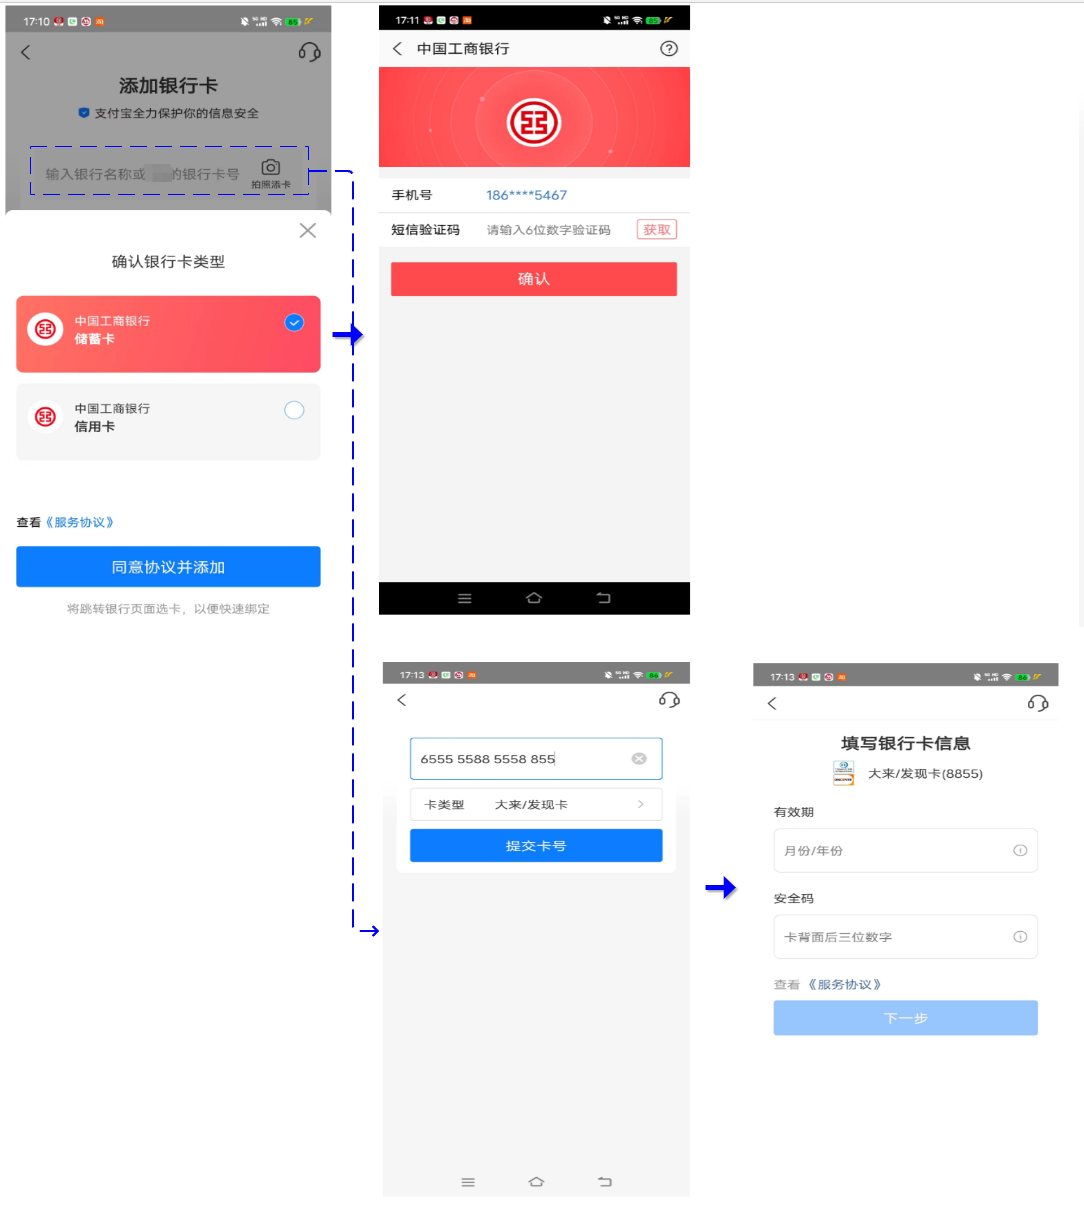 17:10
85
添加银行卡
支付宝全力保护你的信息安全
输入银行名称或 的银行卡号
拍照添卡
确认银行卡类型
中国工商银行
储蓄卡
中国工商银行
信用卡
查看《服务协议》
同意协议并添加
将跳转银行页面选卡，以便快速绑定
17:11
85
中国工商银行
手机号 186****5467
短信验证码 请输入6位数字验证码 获取
确认
17:13
86
6555 5588 5558 855
卡类型 大来/发现卡
提交卡号
17:13
86
填写银行卡信息
大来/发现卡(8855)
有效期
月份/年份
安全码
卡背面后三位数字
查看《服务协议》
下一步